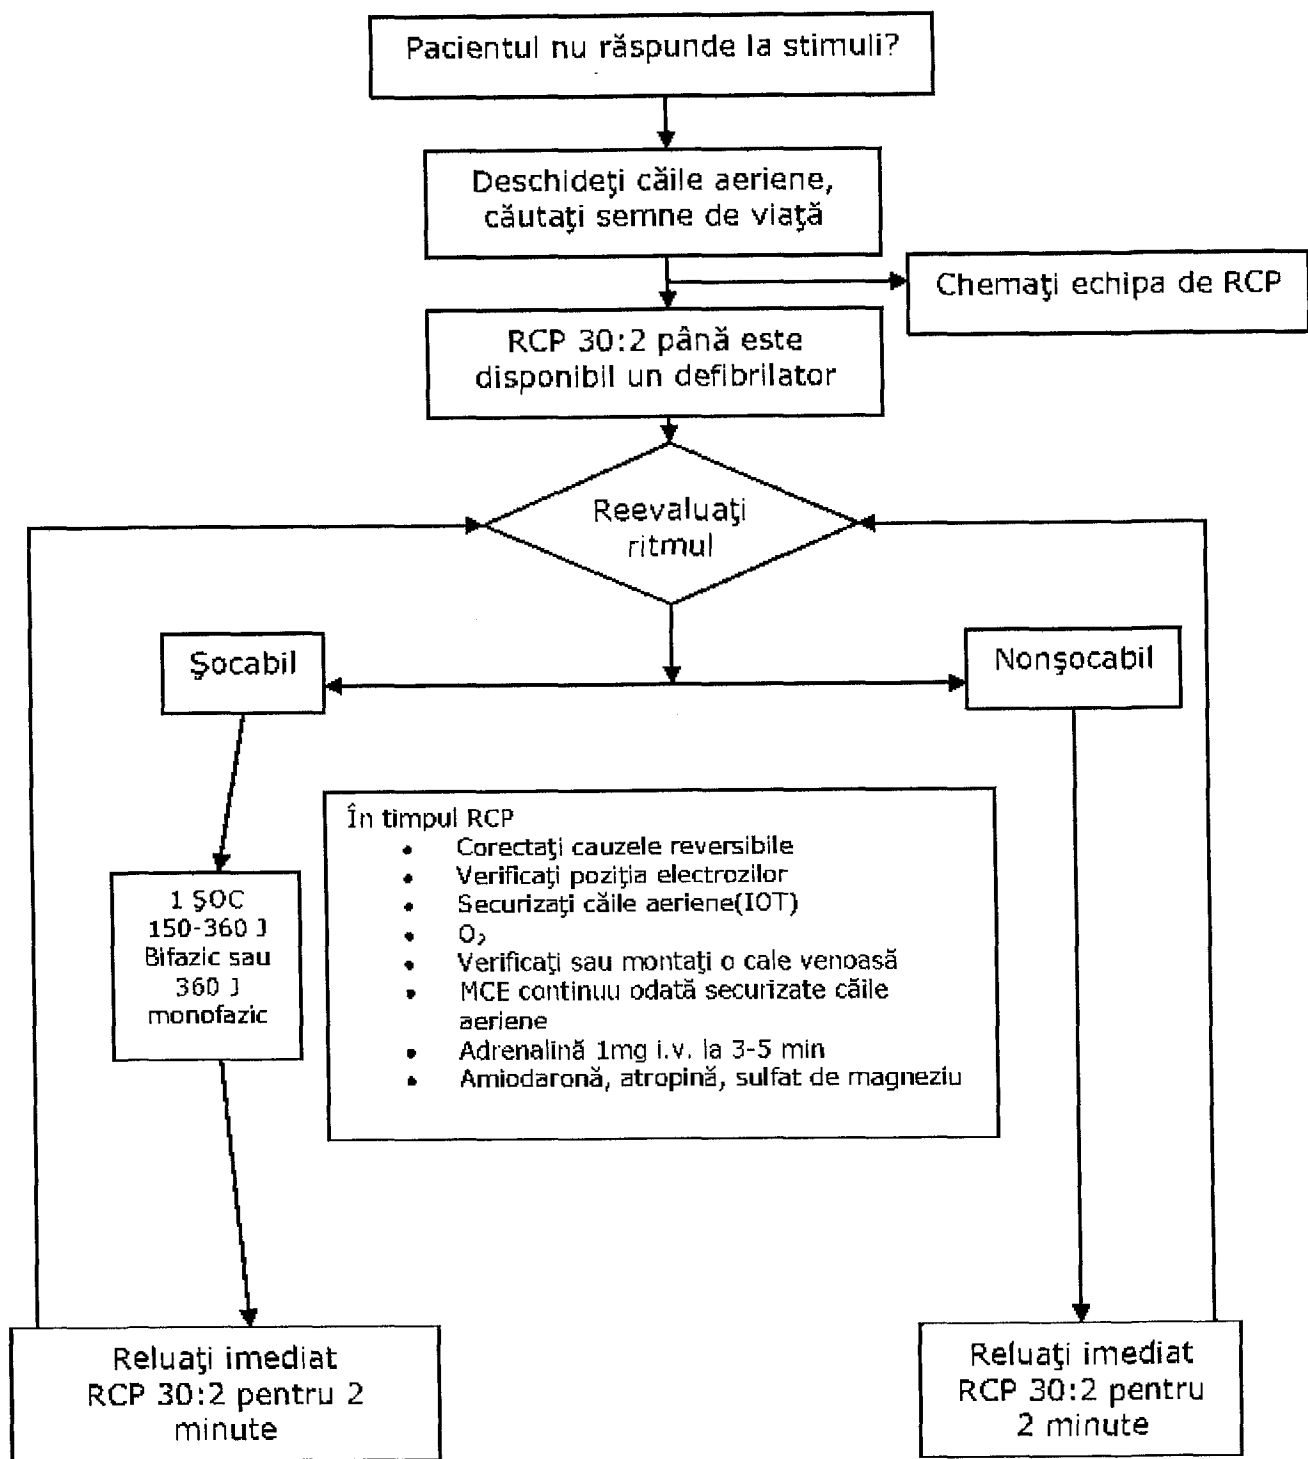 Pacientul nu răspunde la stimuli?
Deschideţi căile aeriene,
căutaţi semne de viaţă
Chemaţi echipa de RCP
RCP 30:2 până este
disponibil un defibrilator
Reevaluaţi
ritmul
Şocabil
Nonşocabil
1 ŞOC
150-360 J
Bifazic sau
360 J
monofazic
În timpul RCP
• Corectaţi cauzele reversibile
• Verificaţi poziţia electrozilor
• Securizaţi căile aeriene(IOT)
• O₂
• Verificaţi sau montaţi o cale venoasă
• MCE continuu odată securizate căile
aeriene
• Adrenalină 1mg i.v. la 3-5 min
• Amiodaronă, atropină, sulfat de magneziu
Reluaţi imediat
RCP 30:2 pentru 2
minute
Reluaţi imediat
RCP 30:2 pentru
2 minute